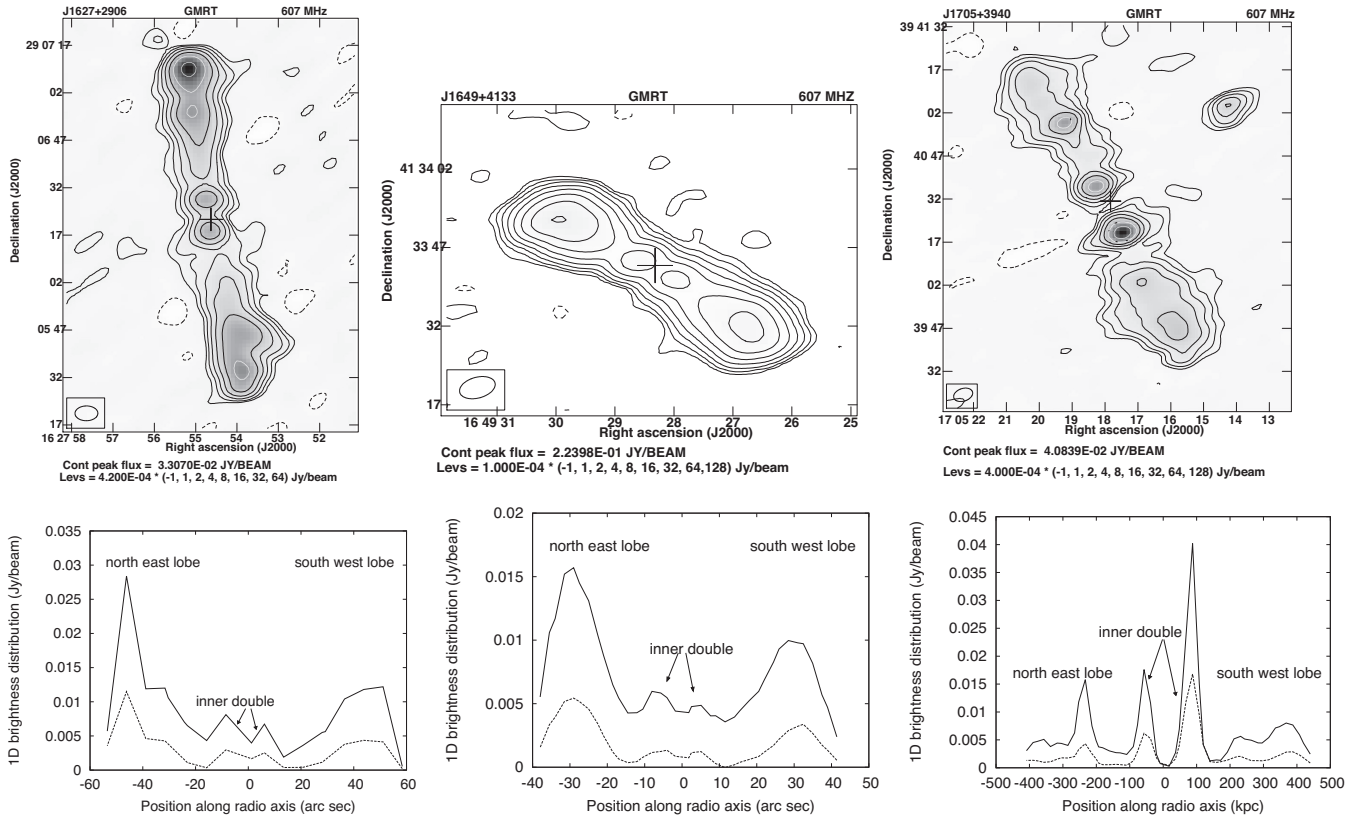 J1627+2906 GMRT 607 MHz
29 07 17
02
06 47
32
17
02
05 47
32
17
Declination (J2000)
16 27 58 57 56 55 54 53 52
Right ascension (J2000)
Cont peak flux = 3.3070E-02 JY/BEAM
Levs = 4.200E-04 * (-1, 1, 2, 4, 8, 16, 32, 64) Jy/beam
J1649+4133 GMRT 607 MHZ
41 34 02
33 47
32
17
Declination (J2000)
16 49 31 30 29 28 27 26 25
Right ascension (J2000)
Cont peak flux = 2.2398E-01 JY/BEAM
Levs = 1.000E-04 * (-1, 1, 2, 4, 8, 16, 32, 64,128) Jy/beam
J1705+3940 GMRT 607 MHz
39 41 32
17
02
40 47
32
17
02
39 47
32
Declination (J2000)
17 05 22 21 20 19 18 17 16 15 14 13
Right ascension (J2000)
Cont peak flux = 4.0839E-02 JY/BEAM
Levs = 4.000E-04 * (-1, 1, 2, 4, 8, 16, 32, 64, 128) Jy/beam
1D brightness distribution (Jy/beam)
0.035
0.03
0.025
0.02
0.015
0.01
0.005
0
north east lobe
south west lobe
inner double
-60 -40 -20 0 20 40 60
Position along radio axis (arc sec)
1D brightness distribution (Jy/beam)
0.02
0.015
0.01
0.005
0
north east lobe
south west lobe
inner double
-40 -30 -20 -10 0 10 20 30 40 50
Position along radio axis (arc sec)
1D brightness distribution (Jy/beam)
0.045
0.04
0.035
0.03
0.025
0.02
0.015
0.01
0.005
0
inner double
north east lobe
south west lobe
-500 -400 -300 -200 -100 0 100 200 300 400 500
Position along radio axis (kpc)